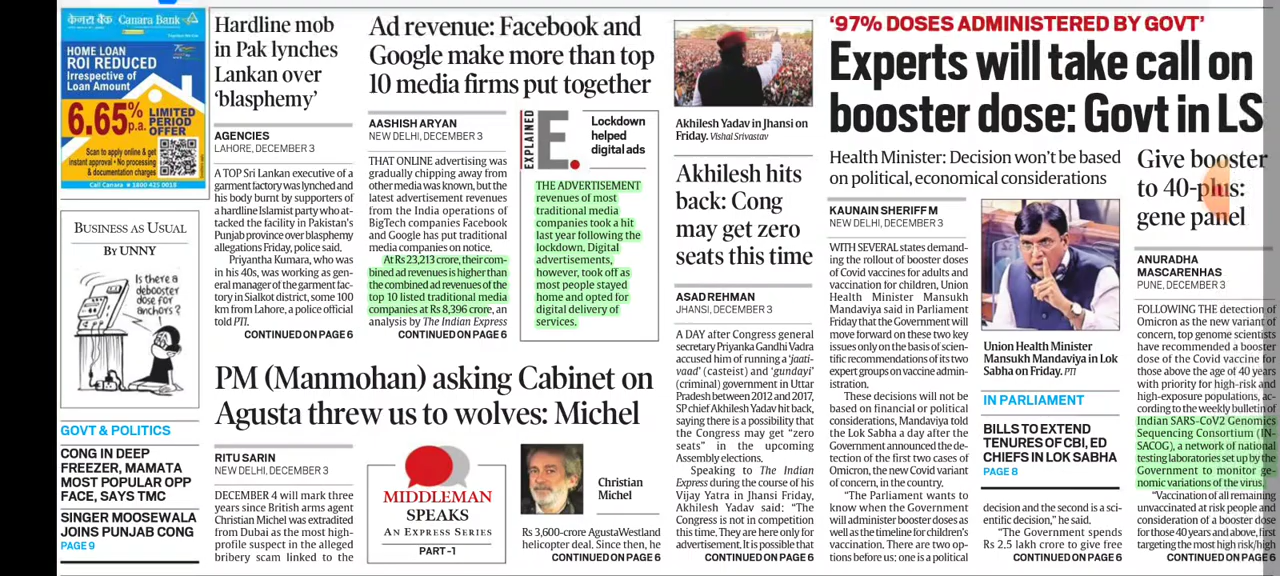 केनरा बैंक Canara Bank
HOME LOAN
ROI REDUCED
Irrespective of
Loan Amount
6.65% p.a.
LIMITED
PERIOD
OFFER
Scan to apply online & get
instant approval • No processing
& documentation charges
Call Canara 1800 425 0018
BUSINESS AS USUAL
BY UNNY
Is there a
debooster
dose for
anchors?
GOVT & POLITICS
CONG IN DEEP
FREEZER, MAMATA
MOST POPULAR OPP
FACE, SAYS TMC
SINGER MOOSEWALA
JOINS PUNJAB CONG
PAGE 9
Hardline mob
in Pak lynches
Lankan over
‘blasphemy’
AGENCIES
LAHORE, DECEMBER 3
A TOP Sri Lankan executive of a
garment factory was lynched and
his body burnt by supporters of
a hardline Islamist party who at-
tacked the facility in Pakistan's
Punjab province over blasphemy
allegations Friday, police said.
Priyantha Kumara, who was
in his 40s, was working as gen-
eral manager of the garment fac-
tory in Sialkot district, some 100
km from Lahore, a police official
told PTI.
CONTINUED ON PAGE 6
Ad revenue: Facebook and
Google make more than top
10 media firms put together
AASHISH ARYAN
NEW DELHI, DECEMBER 3
THAT ONLINE advertising was
gradually chipping away from
other media was known, but the
latest advertisement revenues
from the India operations of
BigTech companies Facebook
and Google has put traditional
media companies on notice.
At Rs 23,213 crore, their com-
bined ad revenues is higher than
the combined ad revenues of the
top 10 listed traditional media
companies at Rs 8,396 crore, an
analysis by The Indian Express
CONTINUED ON PAGE 6
EXPLAINED
E.
Lockdown
helped
digital ads
THE ADVERTISEMENT
revenues of most
traditional media
companies took a hit
last year following the
lockdown. Digital
advertisements,
however, took off as
most people stayed
home and opted for
digital delivery of
services.
PM (Manmohan) asking Cabinet on
Agusta threw us to wolves: Michel
RITU SARIN
NEW DELHI, DECEMBER 3
DECEMBER 4 will mark three
years since British arms agent
Christian Michel was extradited
from Dubai as the most high-
profile suspect in the alleged
bribery scam linked to the
MIDDLEMAN
SPEAKS
AN EXPRESS SERIES
PART-1
Christian
Michel
Rs 3,600-crore AgustaWestland
helicopter deal. Since then, he
CONTINUED ON PAGE 6
Akhilesh Yadav in Jhansi on
Friday. Vishal Srivastav
Akhilesh hits
back: Cong
may get zero
seats this time
ASAD REHMAN
JHANSI, DECEMBER 3
A DAY after Congress general
secretary Priyanka Gandhi Vadra
accused him of running a ‘jaati-
vaad’ (casteist) and ‘gundayi’
(criminal) government in Uttar
Pradesh between 2012 and 2017,
SP chief Akhilesh Yadav hit back,
saying there is a possibility that
the Congress may get “zero
seats” in the upcoming
Assembly elections.
Speaking to The Indian
Express during the course of his
Vijay Yatra in Jhansi Friday,
Akhilesh Yadav said: “The
Congress is not in competition
this time. They are here only for
advertisement. It is possible that
CONTINUED ON PAGE 6
‘97% DOSES ADMINISTERED BY GOVT’
Experts will take call on
booster dose: Govt in LS
Health Minister: Decision won't be based
on political, economical considerations
KAUNAIN SHERIFF M
NEW DELHI, DECEMBER 3
WITH SEVERAL states demand-
ing the rollout of booster doses
of Covid vaccines for adults and
vaccination for children, Union
Health Minister Mansukh
Mandaviya said in Parliament
Friday that the Government will
move forward on these two key
issues only on the basis of scien-
tific recommendations of its two
expert groups on vaccine admin-
istration.
These decisions will not be
based on financial or political
considerations, Mandaviya told
the Lok Sabha a day after the
Government announced the de-
tection of the first two cases of
Omicron, the new Covid variant
of concern, in the country.
“The Parliament wants to
know when the Government
will administer booster doses as
well as the timeline for children's
vaccination. There are two op-
tions before us: one is a political
Union Health Minister
Mansukh Mandaviya in Lok
Sabha on Friday. PTI
IN PARLIAMENT
BILLS TO EXTEND
TENURES OF CBI, ED
CHIEFS IN LOK SABHA
PAGE 8
decision and the second is a sci-
entific decision,” he said.
“The Government spends
Rs 2.5 lakh crore to give free
CONTINUED ON PAGE 6
Give booster
to 40-plus:
gene panel
ANURADHA
MASCARENHAS
PUNE, DECEMBER 3
FOLLOWING THE detection of
Omicron as the new variant of
concern, top genome scientists
have recommended a booster
dose of the Covid vaccine for
those above the age of 40 years
with priority for high-risk and
high-exposure populations, ac-
cording to the weekly bulletin of
Indian SARS-CoV2 Genomics
Sequencing Consortium (IN-
SACOG), a network of national
testing laboratories set up by the
Government to monitor ge-
nomic variations of the virus.
“Vaccination of all remaining
unvaccinated at risk people and
consideration of a booster dose
for those 40 years and above, first
targeting the most high risk/high
CONTINUED ON PAGE 6